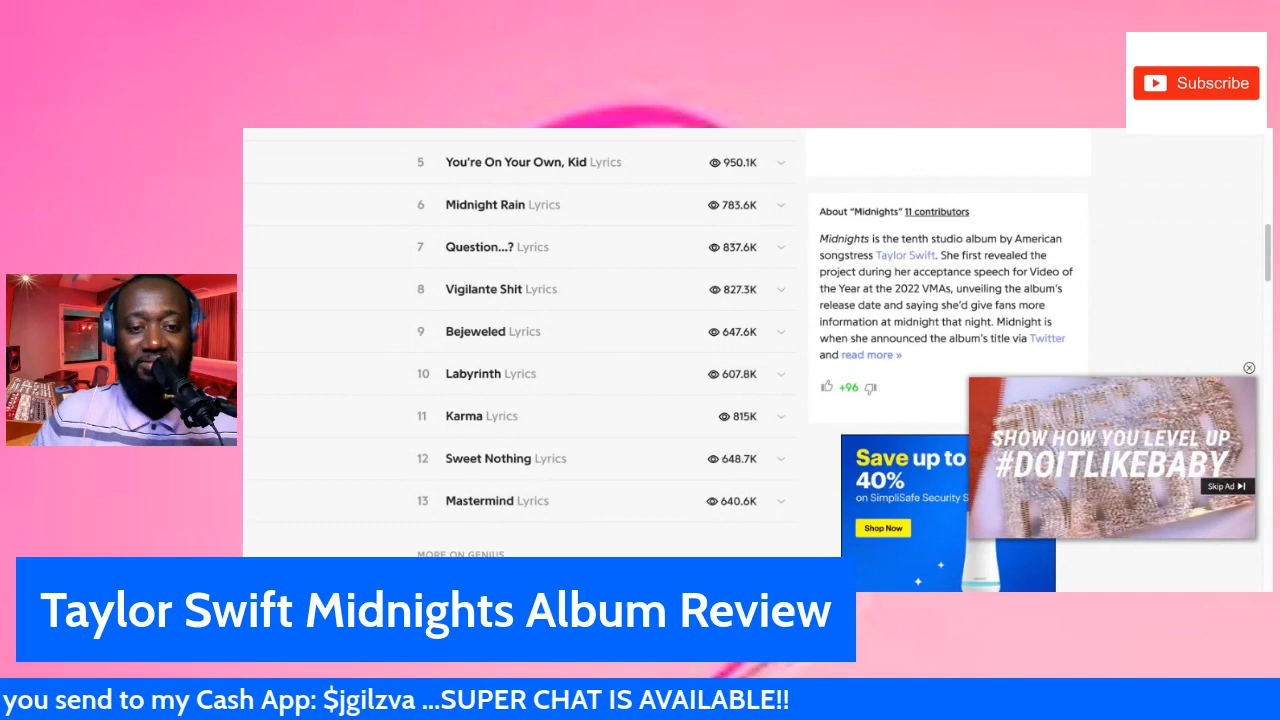 Subscribe
5 You're On Your Own, Kid Lyrics 950.1K
6 Midnight Rain Lyrics 783.6K
7 Question...? Lyrics 837.6K
8 Vigilante Shit Lyrics 827.3K
9 Bejeweled Lyrics 647.6K
10 Labyrinth Lyrics 607.8K
11 Karma Lyrics 815K
12 Sweet Nothing Lyrics 648.7K
13 Mastermind Lyrics 640.6K
MORE ON GENIUS
About “Midnights” 11 contributors
Midnights is the tenth studio album by American
songstress Taylor Swift. She first revealed the
project during her acceptance speech for Video of
the Year at the 2022 VMAs, unveiling the album’s
release date and saying she’d give fans more
information at midnight that night. Midnight is
when she announced the album’s title via Twitter
and read more »
+96
Save up to
40%
on SimpliSafe Security S
Shop Now
SHOW HOW YOU LEVEL UP
#DOITLIKEBABY
Skip Ad
Taylor Swift Midnights Album Review
you send to my Cash App: $jgilzva ...SUPER CHAT IS AVAILABLE!!